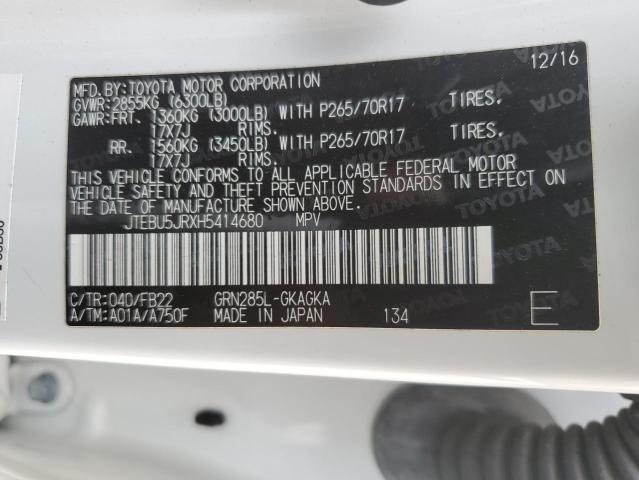 MFD.BY:TOYOTA MOTOR CORPORATION 12/16
GVWR:2855KG (6300LB)
GAWR:FRT. 1360KG (3000LB) WITH P265/70R17 TIRES.
17X7J RIMS.
RR. 1560KG (3450LB) WITH P265/70R17 TIRES.
17X7J RIMS.
THIS VEHICLE CONFORMS TO ALL APPLICABLE FEDERAL MOTOR
VEHICLE SAFETY AND THEFT PREVENTION STANDARDS IN EFFECT ON
THE DATE OF MANUFACTURE SHOWN ABOVE.
JTEBU5JRXH5414680 MPV
C/TR:040/FB22 GRN285L-GKAGKA
A/TM:A01A/A750F MADE IN JAPAN 134 E